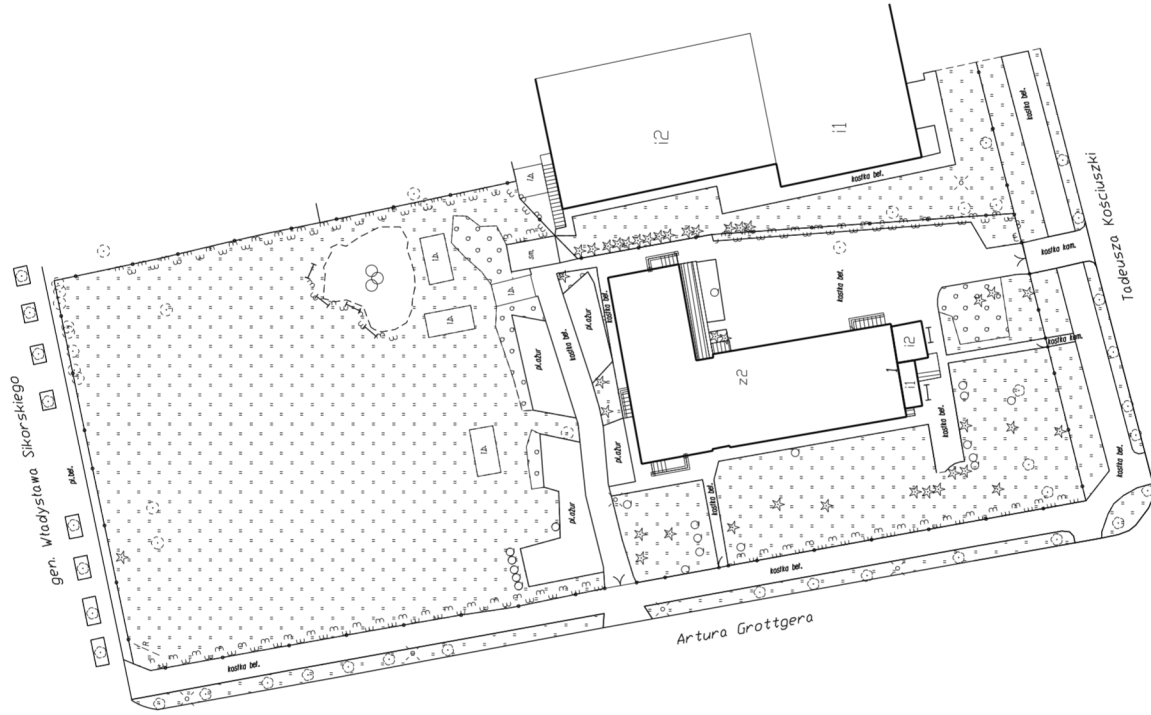 i2
i1
kostka bet.
kostka bet.
Tadeusza Kościuszki
kostka kam.
kostka bet.
kostka bet.
pl.ażur
kostka bet.
pl.ażur
z2
i2
i1
kostka kam.
gen. Władysława Sikorskiego
pl.bet.
kostka bet.
pl.ażur
kostka bet.
kostka bet.
pl.ażur
kostka bet.
Artura Grottgera
kostka bet.